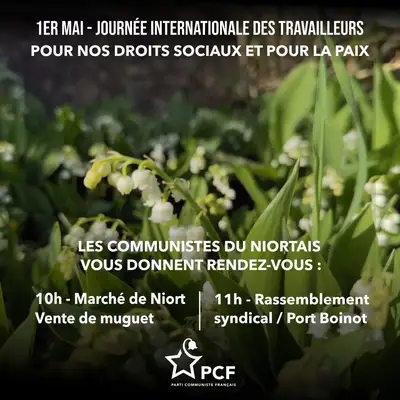 1ER MAI - JOURNÉE INTERNATIONALE DES TRAVAILLEURS
POUR NOS DROITS SOCIAUX ET POUR LA PAIX
LES COMMUNISTES DU NIORTAIS
VOUS DONNENT RENDEZ-VOUS :
10h - Marché de Niort
Vente de muguet
11h - Rassemblement
syndical / Port Boinot
PCF
PARTI COMMUNISTE FRANÇAIS